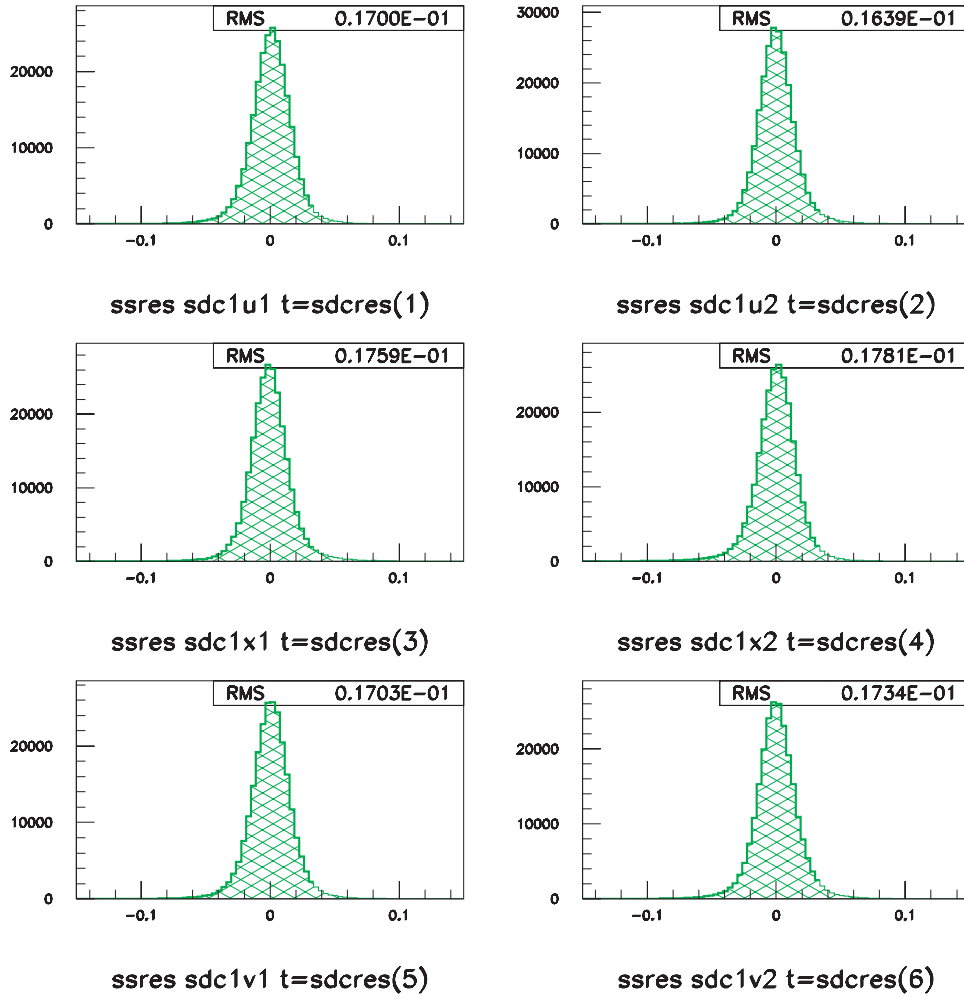 RMS 0.1700E-01
20000
10000
0
-0.1 0 0.1
ssres sdc1u1 t=sdcres(1)
RMS 0.1639E-01
30000
20000
10000
0
-0.1 0 0.1
ssres sdc1u2 t=sdcres(2)
RMS 0.1759E-01
20000
10000
0
-0.1 0 0.1
ssres sdc1x1 t=sdcres(3)
RMS 0.1781E-01
20000
10000
0
-0.1 0 0.1
ssres sdc1x2 t=sdcres(4)
RMS 0.1703E-01
20000
10000
0
-0.1 0 0.1
ssres sdc1v1 t=sdcres(5)
RMS 0.1734E-01
20000
10000
0
-0.1 0 0.1
ssres sdc1v2 t=sdcres(6)